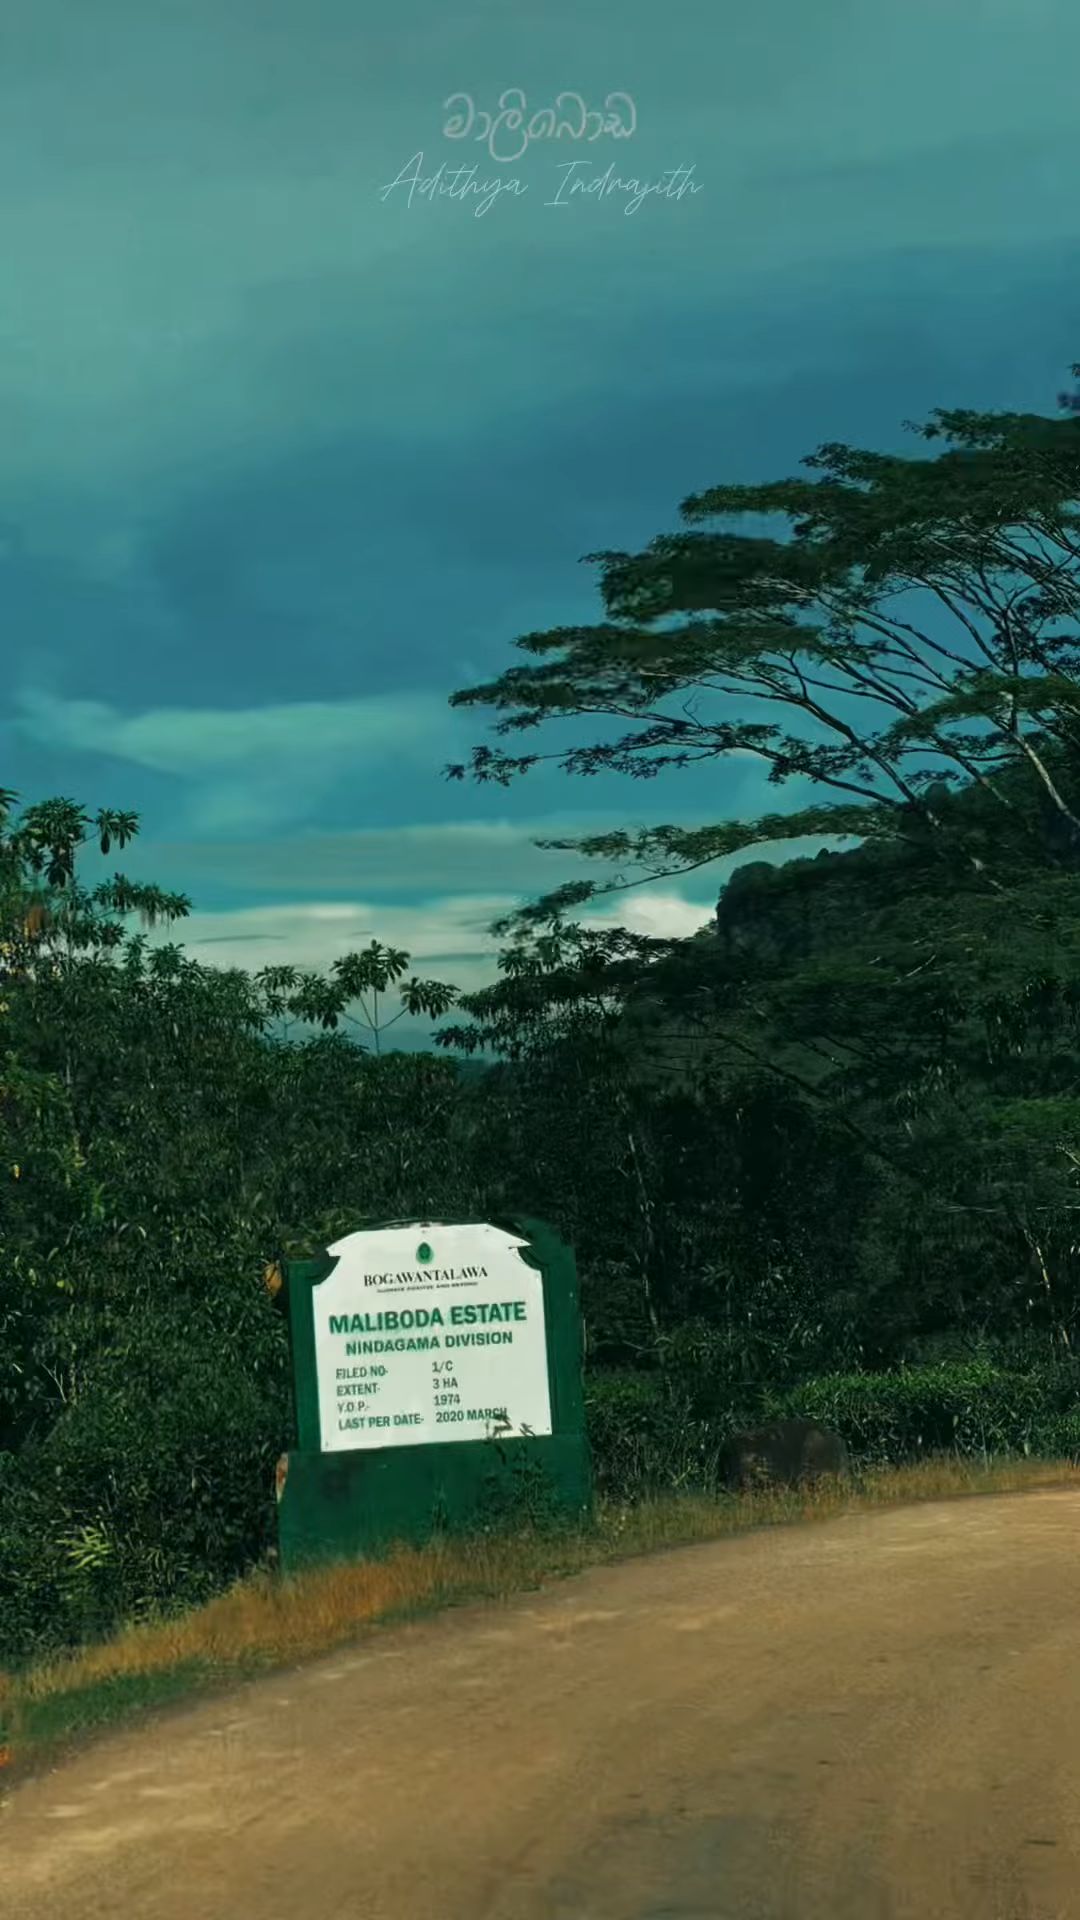 මාලිබොඩ
Adithya Indrajith
BOGAWANTALAWA
MALIBODA ESTATE
NINDAGAMA DIVISION
FILED NO- 1/C
EXTENT- 3 HA
Y.O.P.- 1974
LAST PER DATE- 2020 MARCH